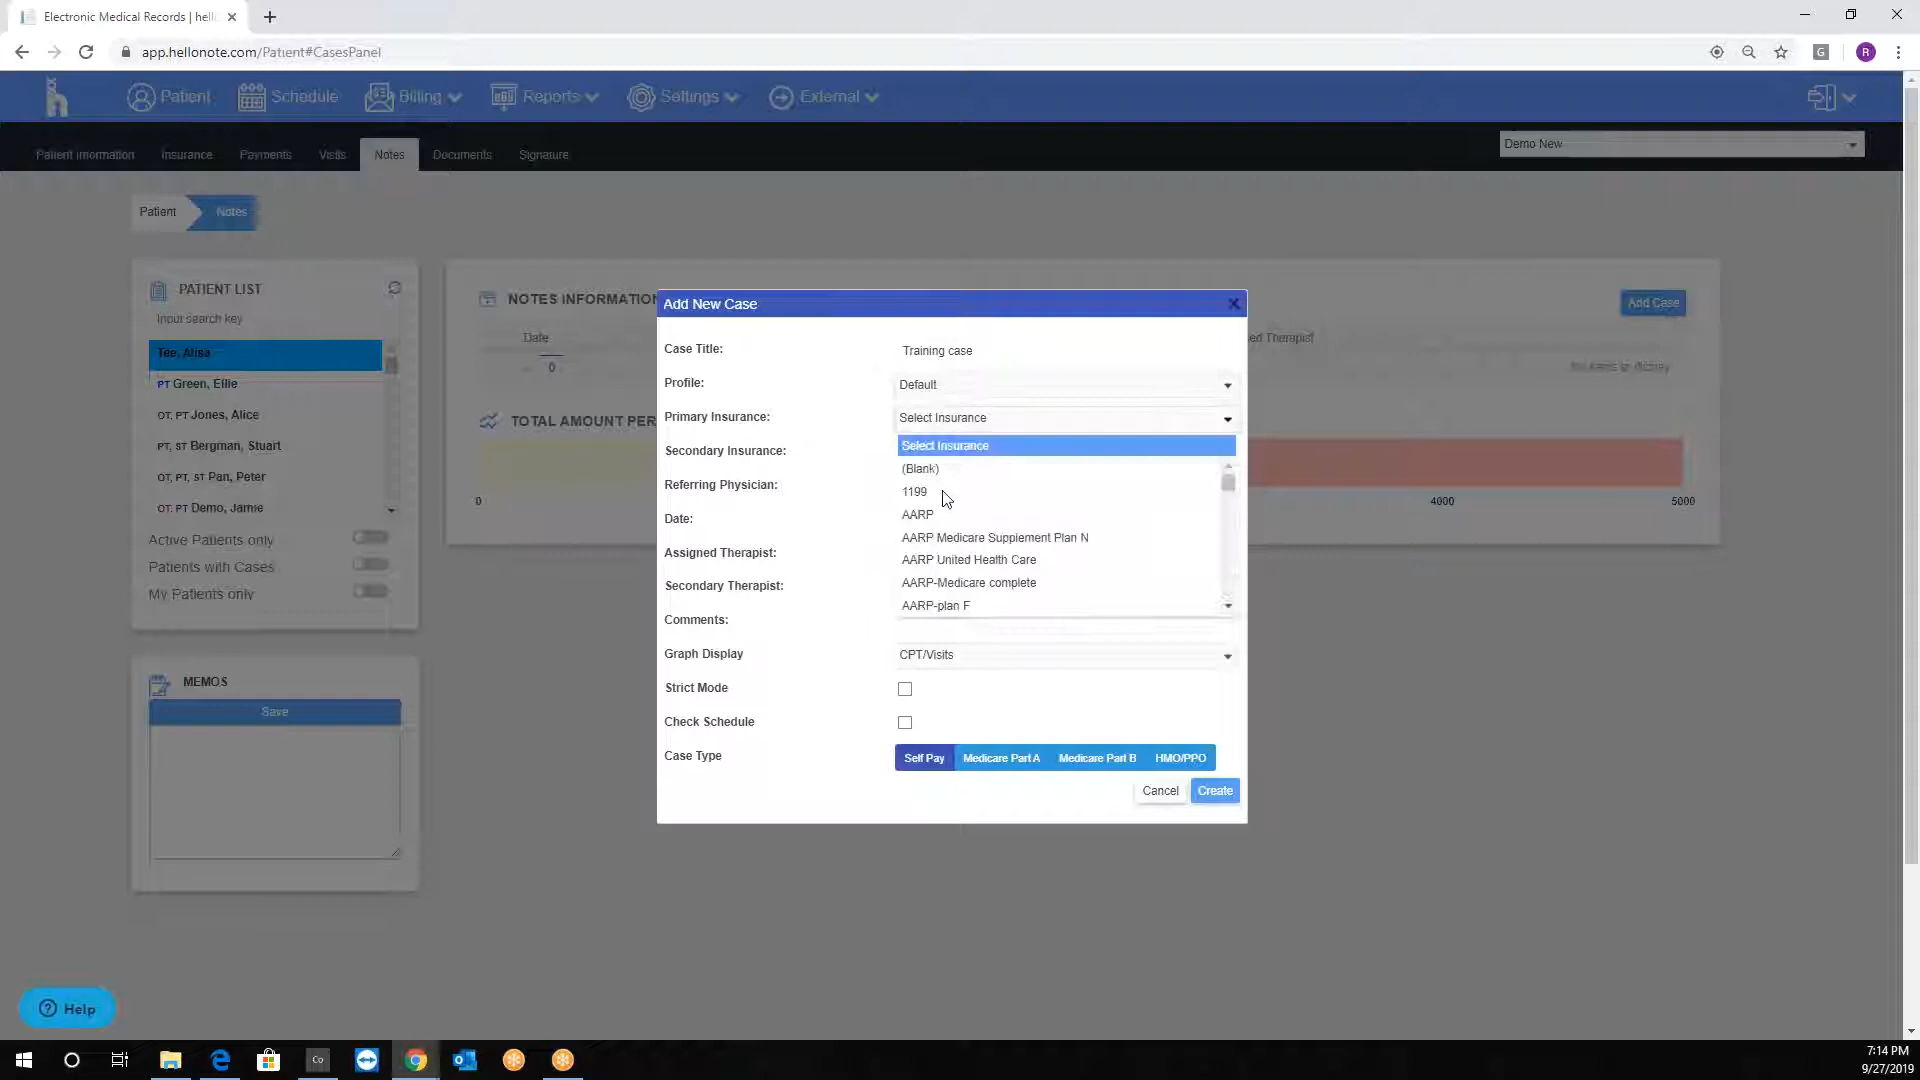 Electronic Medical Records | hell
app.hellonote.com/Patient#CasesPanel
G
R
Patient
Schedule
Billing
Reports
Settings
External
Patient Information
Insurance
Payments
Visits
Notes
Documents
Signature
Demo New
Patient
Notes
PATIENT LIST
Input search key
Tee, Alisa
PT Green, Ellie
OT, PT Jones, Alice
PT, ST Bergman, Stuart
OT, PT, ST Pan, Peter
OT, PT Demo, Jamie
Active Patients only
Patients with Cases
My Patients only
MEMOS
Save
NOTES INFORMATION
Add Case
Date
ed Therapist
0
No items to display
TOTAL AMOUNT PER
0
4000
5000
Add New Case
X
Case Title:
Training case
Profile:
Default
Primary Insurance:
Select Insurance
Select Insurance
(Blank)
1199
AARP
AARP Medicare Supplement Plan N
AARP United Health Care
AARP-Medicare complete
AARP-plan F
Secondary Insurance:
Referring Physician:
Date:
Assigned Therapist:
Secondary Therapist:
Comments:
Graph Display
CPT/Visits
Strict Mode
Check Schedule
Case Type
Self Pay
Medicare Part A
Medicare Part B
HMO/PPO
Cancel
Create
Help
Co
7:14 PM
9/27/2019